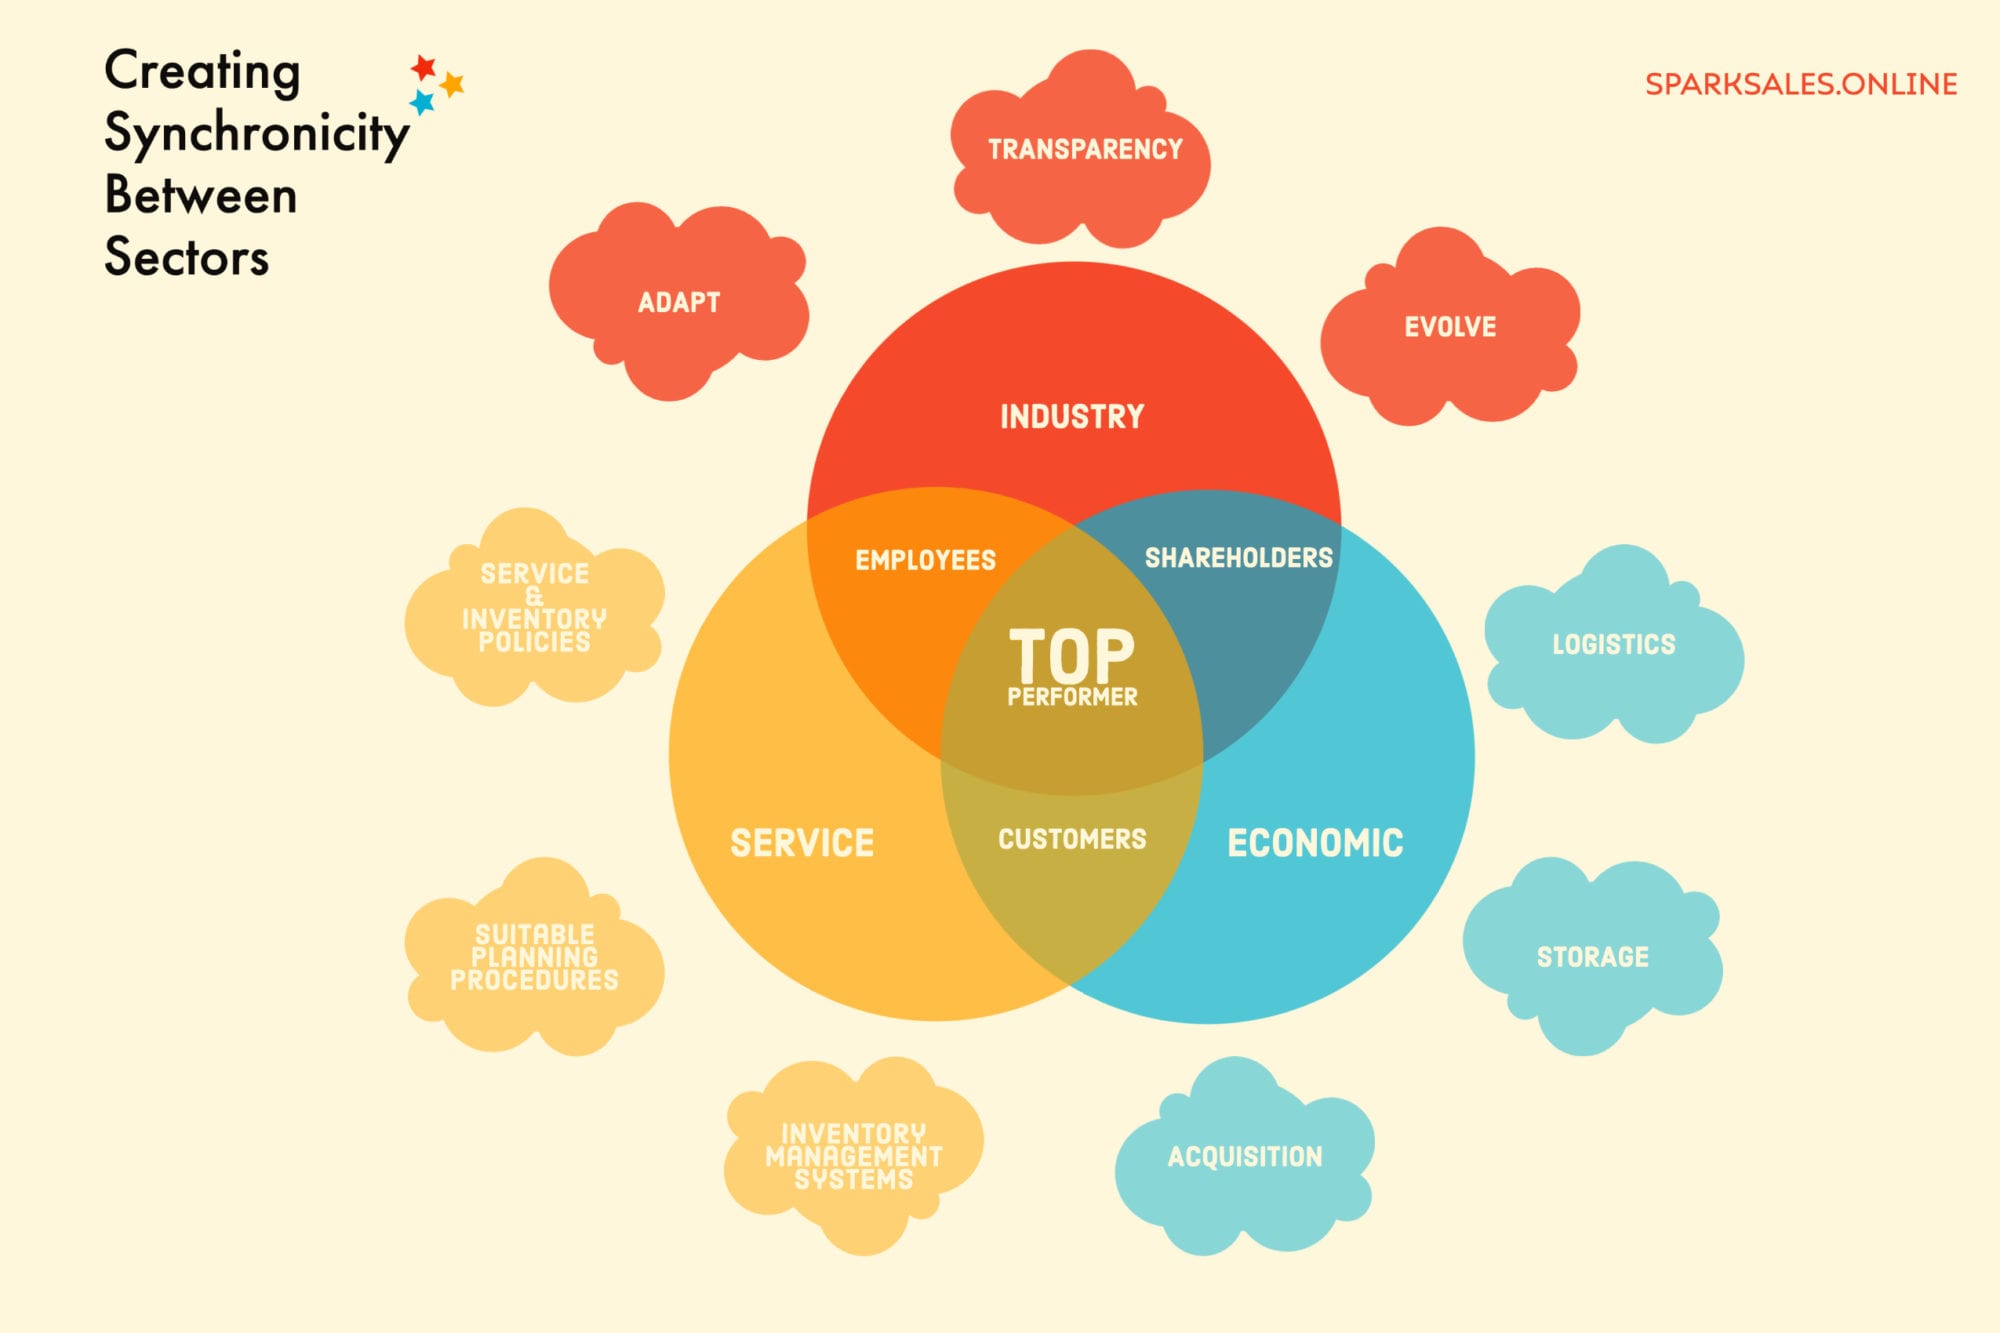 Creating
Synchronicity
Between
Sectors
SPARKSALES.ONLINE
TRANSPARENCY
ADAPT
EVOLVE
INDUSTRY
EMPLOYEES
SHAREHOLDERS
SERVICE
&
INVENTORY
POLICIES
LOGISTICS
TOP
PERFORMER
SERVICE
CUSTOMERS
ECONOMIC
SUITABLE
PLANNING
PROCEDURES
STORAGE
INVENTORY
MANAGEMENT
SYSTEMS
ACQUISITION